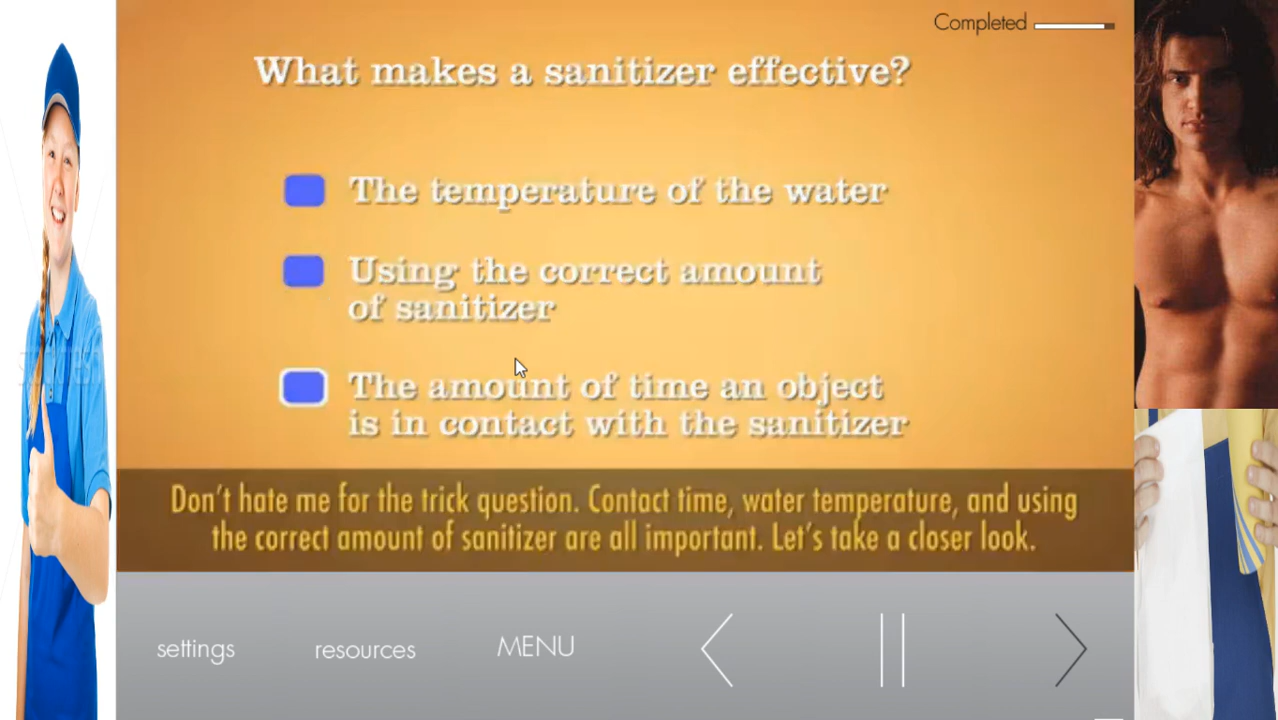 Completed
What makes a sanitizer effective?
The temperature of the water
Using the correct amount
of sanitizer
The amount of time an object
is in contact with the sanitizer
Don't hate me for the trick question. Contact time, water temperature, and using
the correct amount of sanitizer are all important. Let's take a closer look.
settings
resources
MENU